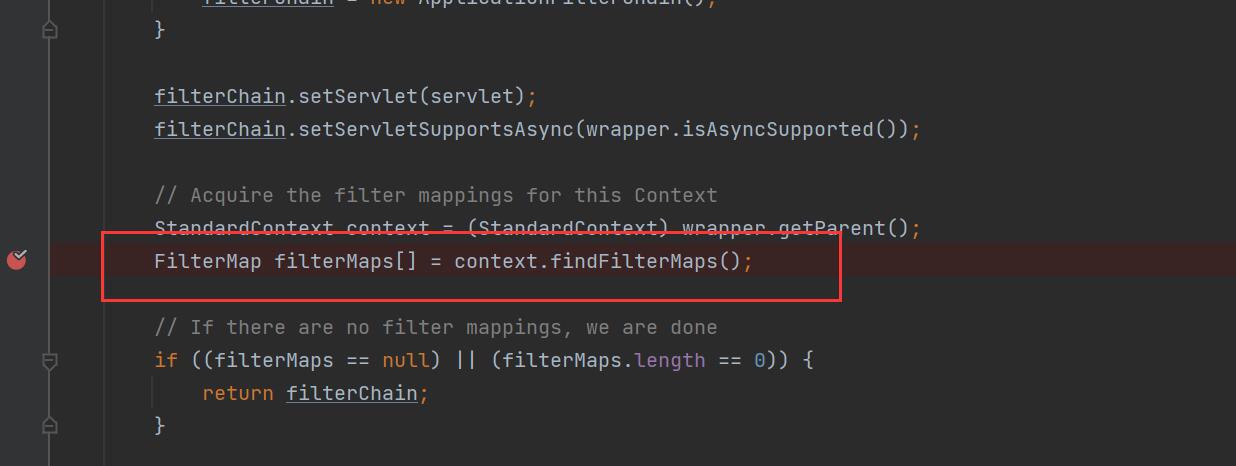 filterChain = new ApplicationFilterChain();
}
filterChain.setServlet(servlet);
filterChain.setServletSupportsAsync(wrapper.isAsyncSupported());
// Acquire the filter mappings for this Context
StandardContext context = (StandardContext) wrapper.getParent();
FilterMap filterMaps[] = context.findFilterMaps();
// If there are no filter mappings, we are done
if ((filterMaps == null) || (filterMaps.length == 0)) {
return filterChain;
}